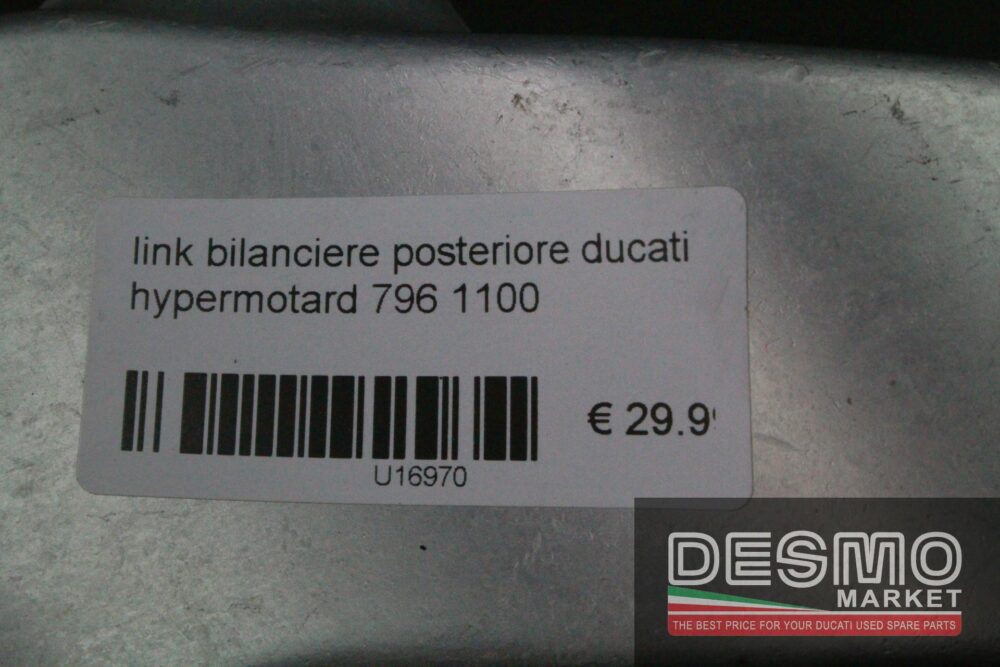 link bilanciere posteriore ducati
hypermotard 796 1100
€ 29.9
U16970
DESMO
MARKET
THE BEST PRICE FOR YOUR DUCATI USED SPARE PARTS